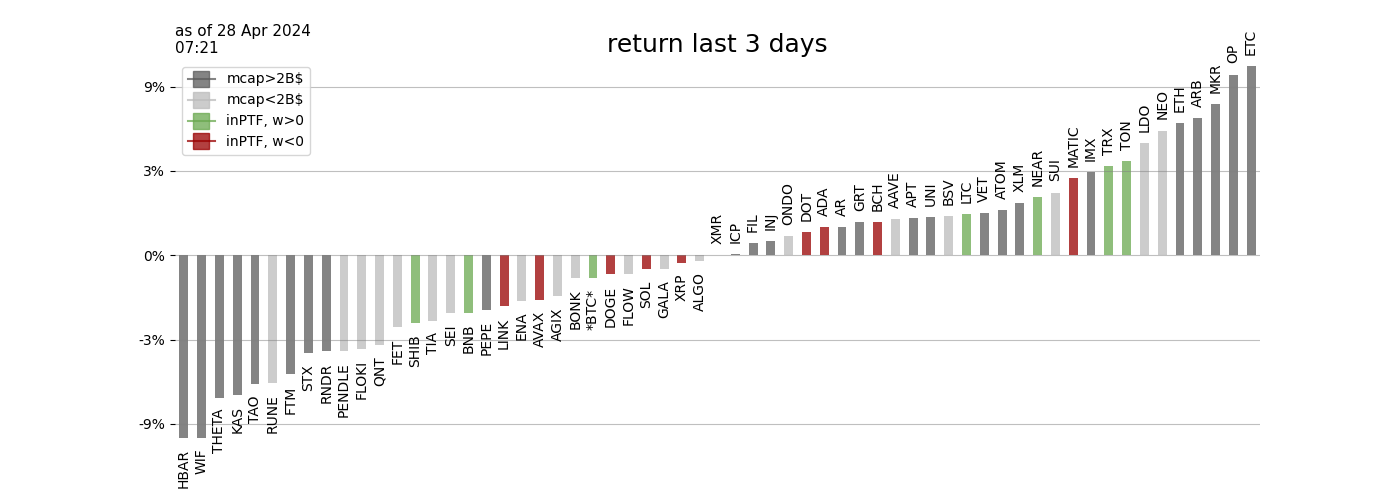 as of 28 Apr 2024
07:21
return last 3 days
mcap>2B$
mcap<2B$
inPTF, w>0
inPTF, w<0
9%
3%
0%
-3%
-9%
HBAR
WIF
THETA
KAS
TAO
RUNE
FTM
STX
RNDR
PENDLE
FLOKI
QNT
FET
SHIB
TIA
SEI
BNB
PEPE
LINK
ENA
AVAX
AGIX
BONK
*BTC*
DOGE
FLOW
SOL
GALA
XRP
ALGO
XMR
ICP
FIL
INJ
ONDO
DOT
ADA
AR
GRT
BCH
AAVE
APT
UNI
BSV
LTC
VET
ATOM
XLM
NEAR
SUI
MATIC
IMX
TRX
TON
LDO
NEO
ETH
ARB
MKR
OP
ETC